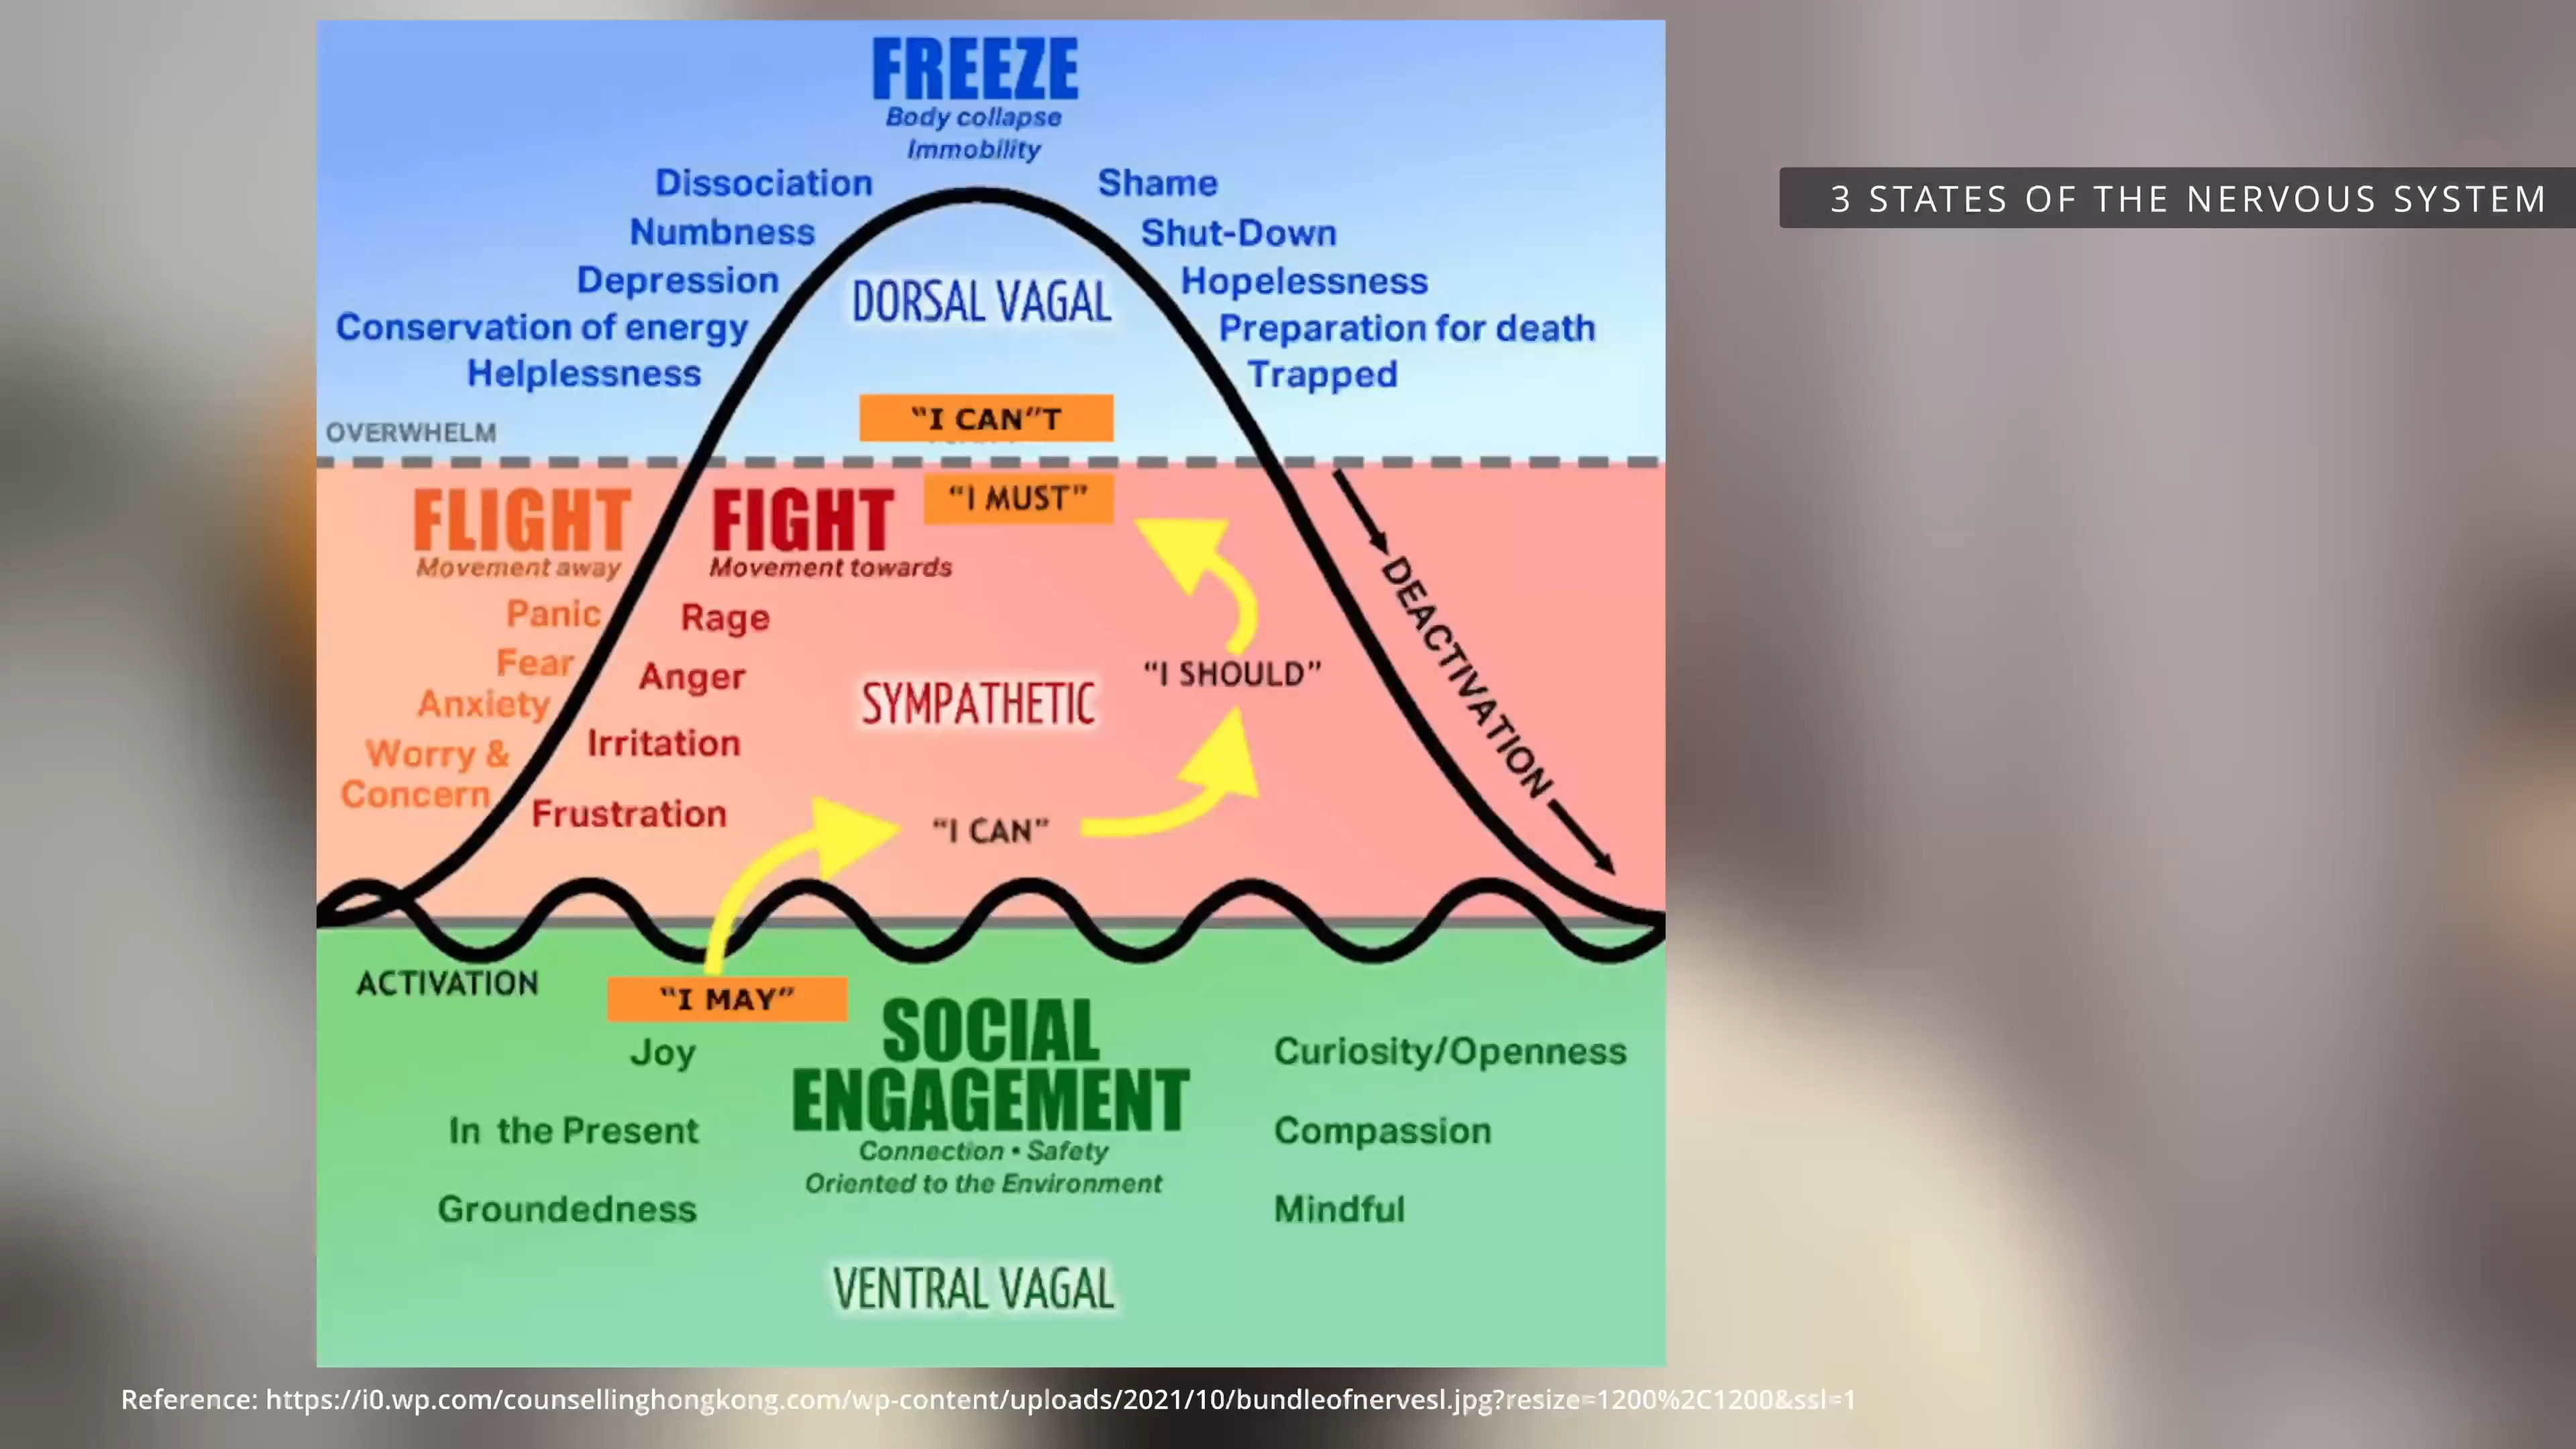 FREEZE
Body collapse
Immobility
Dissociation
Shame
Numbness
Shut-Down
Depression
Hopelessness
DORSAL VAGAL
Conservation of energy
Preparation for death
Helplessness
Trapped
"I CAN"T
OVERWHELM
FLIGHT
Movement away
FIGHT
Movement towards
"I MUST"
Panic
Fear
Anxiety
Worry &
Concern
Rage
Anger
Irritation
Frustration
SYMPATHETIC
"I SHOULD"
"I CAN"
DEACTIVATION
ACTIVATION
"I MAY"
SOCIAL
ENGAGEMENT
Connection • Safety
Oriented to the Environment
Joy
In the Present
Groundedness
Curiosity/Openness
Compassion
Mindful
VENTRAL VAGAL
3 STATES OF THE NERVOUS SYSTEM
Reference: https://i0.wp.com/counsellinghongkong.com/wp-content/uploads/2021/10/bundleofnervesl.jpg?resize=1200%2C1200&ssl=1